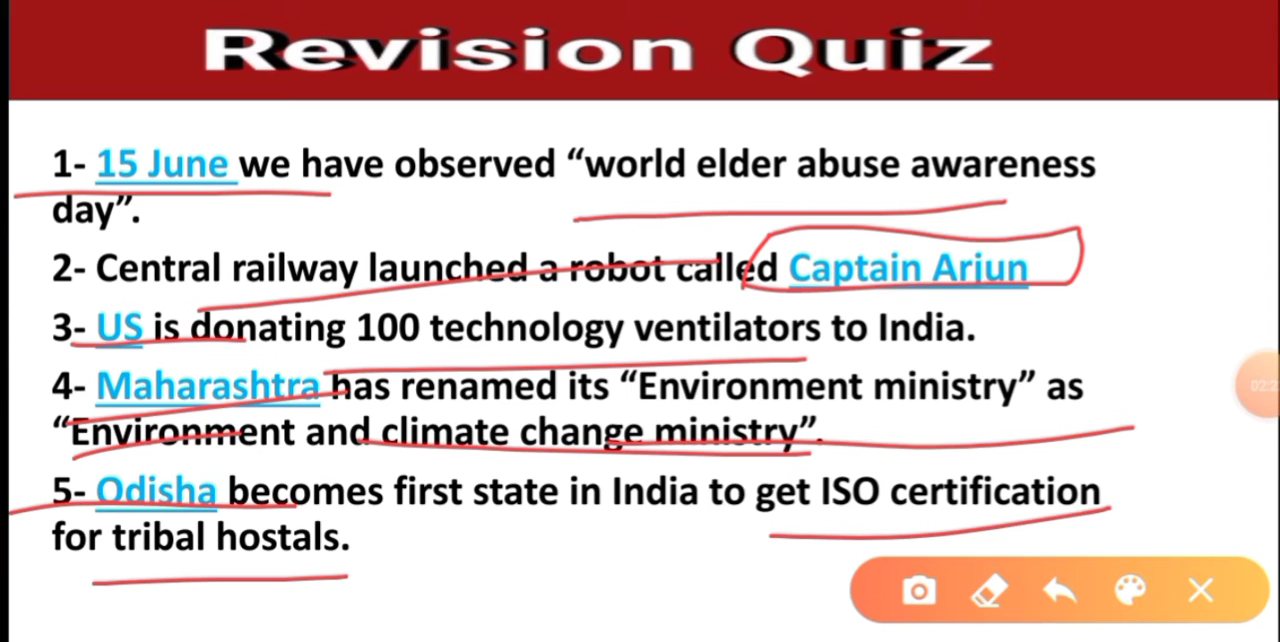 Revision Quiz
1- 15 June we have observed “world elder abuse awareness
day”.
2- Central railway launched a robot called Captain Arjun
3- US is donating 100 technology ventilators to India.
4- Maharashtra has renamed its “Environment ministry” as
“Environment and climate change ministry”.
5- Odisha becomes first state in India to get ISO certification
for tribal hostals.